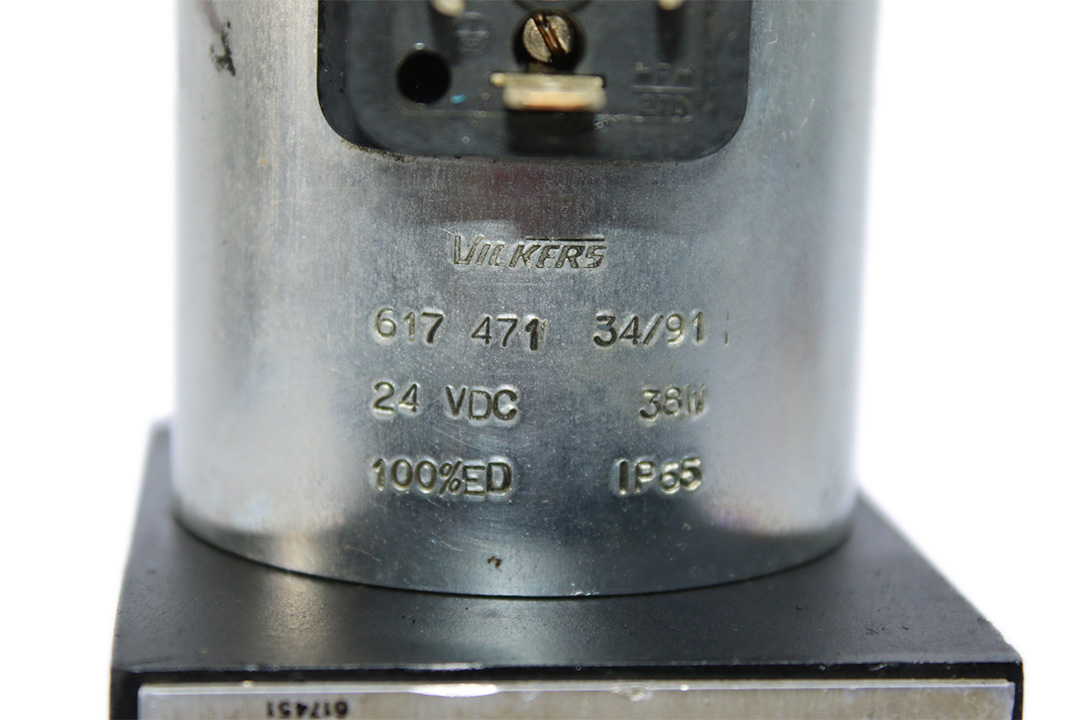 VICKERS
617 471 34/91
24 VDC 38W
100%ED IP65
617451